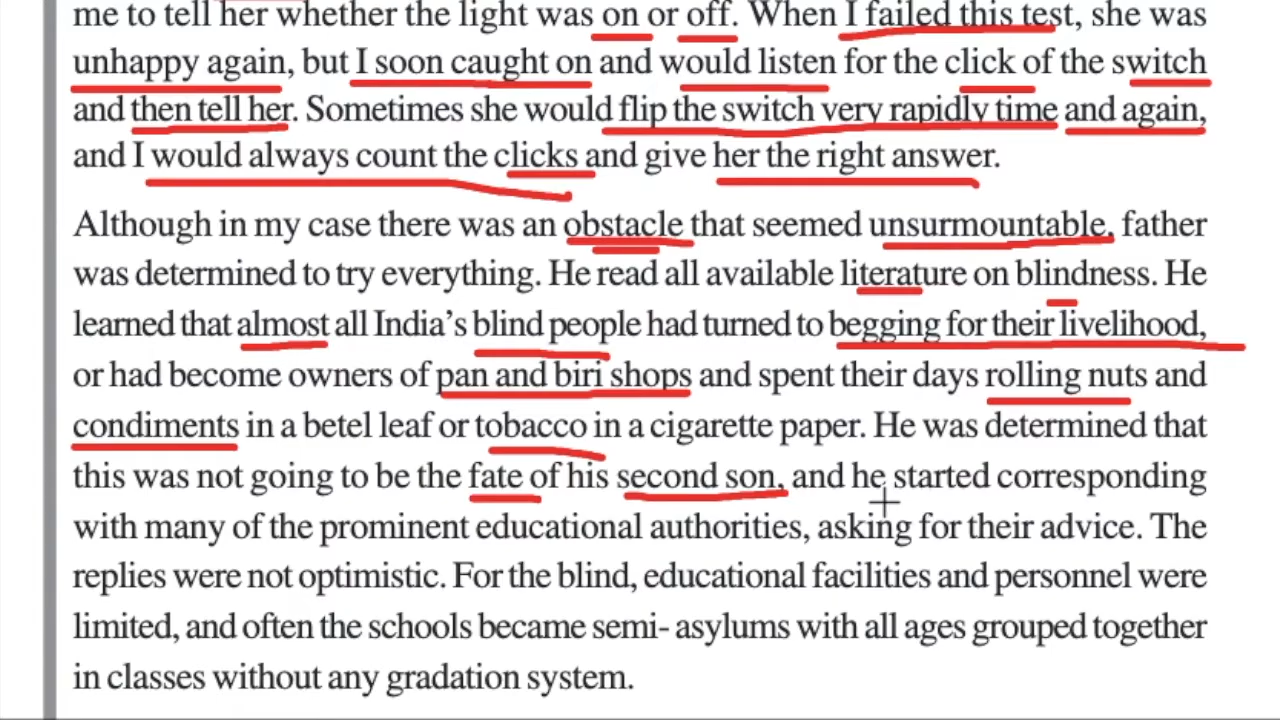 me to tell her whether the light was on or off. When I failed this test, she was
unhappy again, but I soon caught on and would listen for the click of the switch
and then tell her. Sometimes she would flip the switch very rapidly time and again,
and I would always count the clicks and give her the right answer.
Although in my case there was an obstacle that seemed unsurmountable, father
was determined to try everything. He read all available literature on blindness. He
learned that almost all India's blind people had turned to begging for their livelihood,
or had become owners of pan and biri shops and spent their days rolling nuts and
condiments in a betel leaf or tobacco in a cigarette paper. He was determined that
this was not going to be the fate of his second son, and he started corresponding
with many of the prominent educational authorities, asking for their advice. The
replies were not optimistic. For the blind, educational facilities and personnel were
limited, and often the schools became semi- asylums with all ages grouped together
in classes without any gradation system.